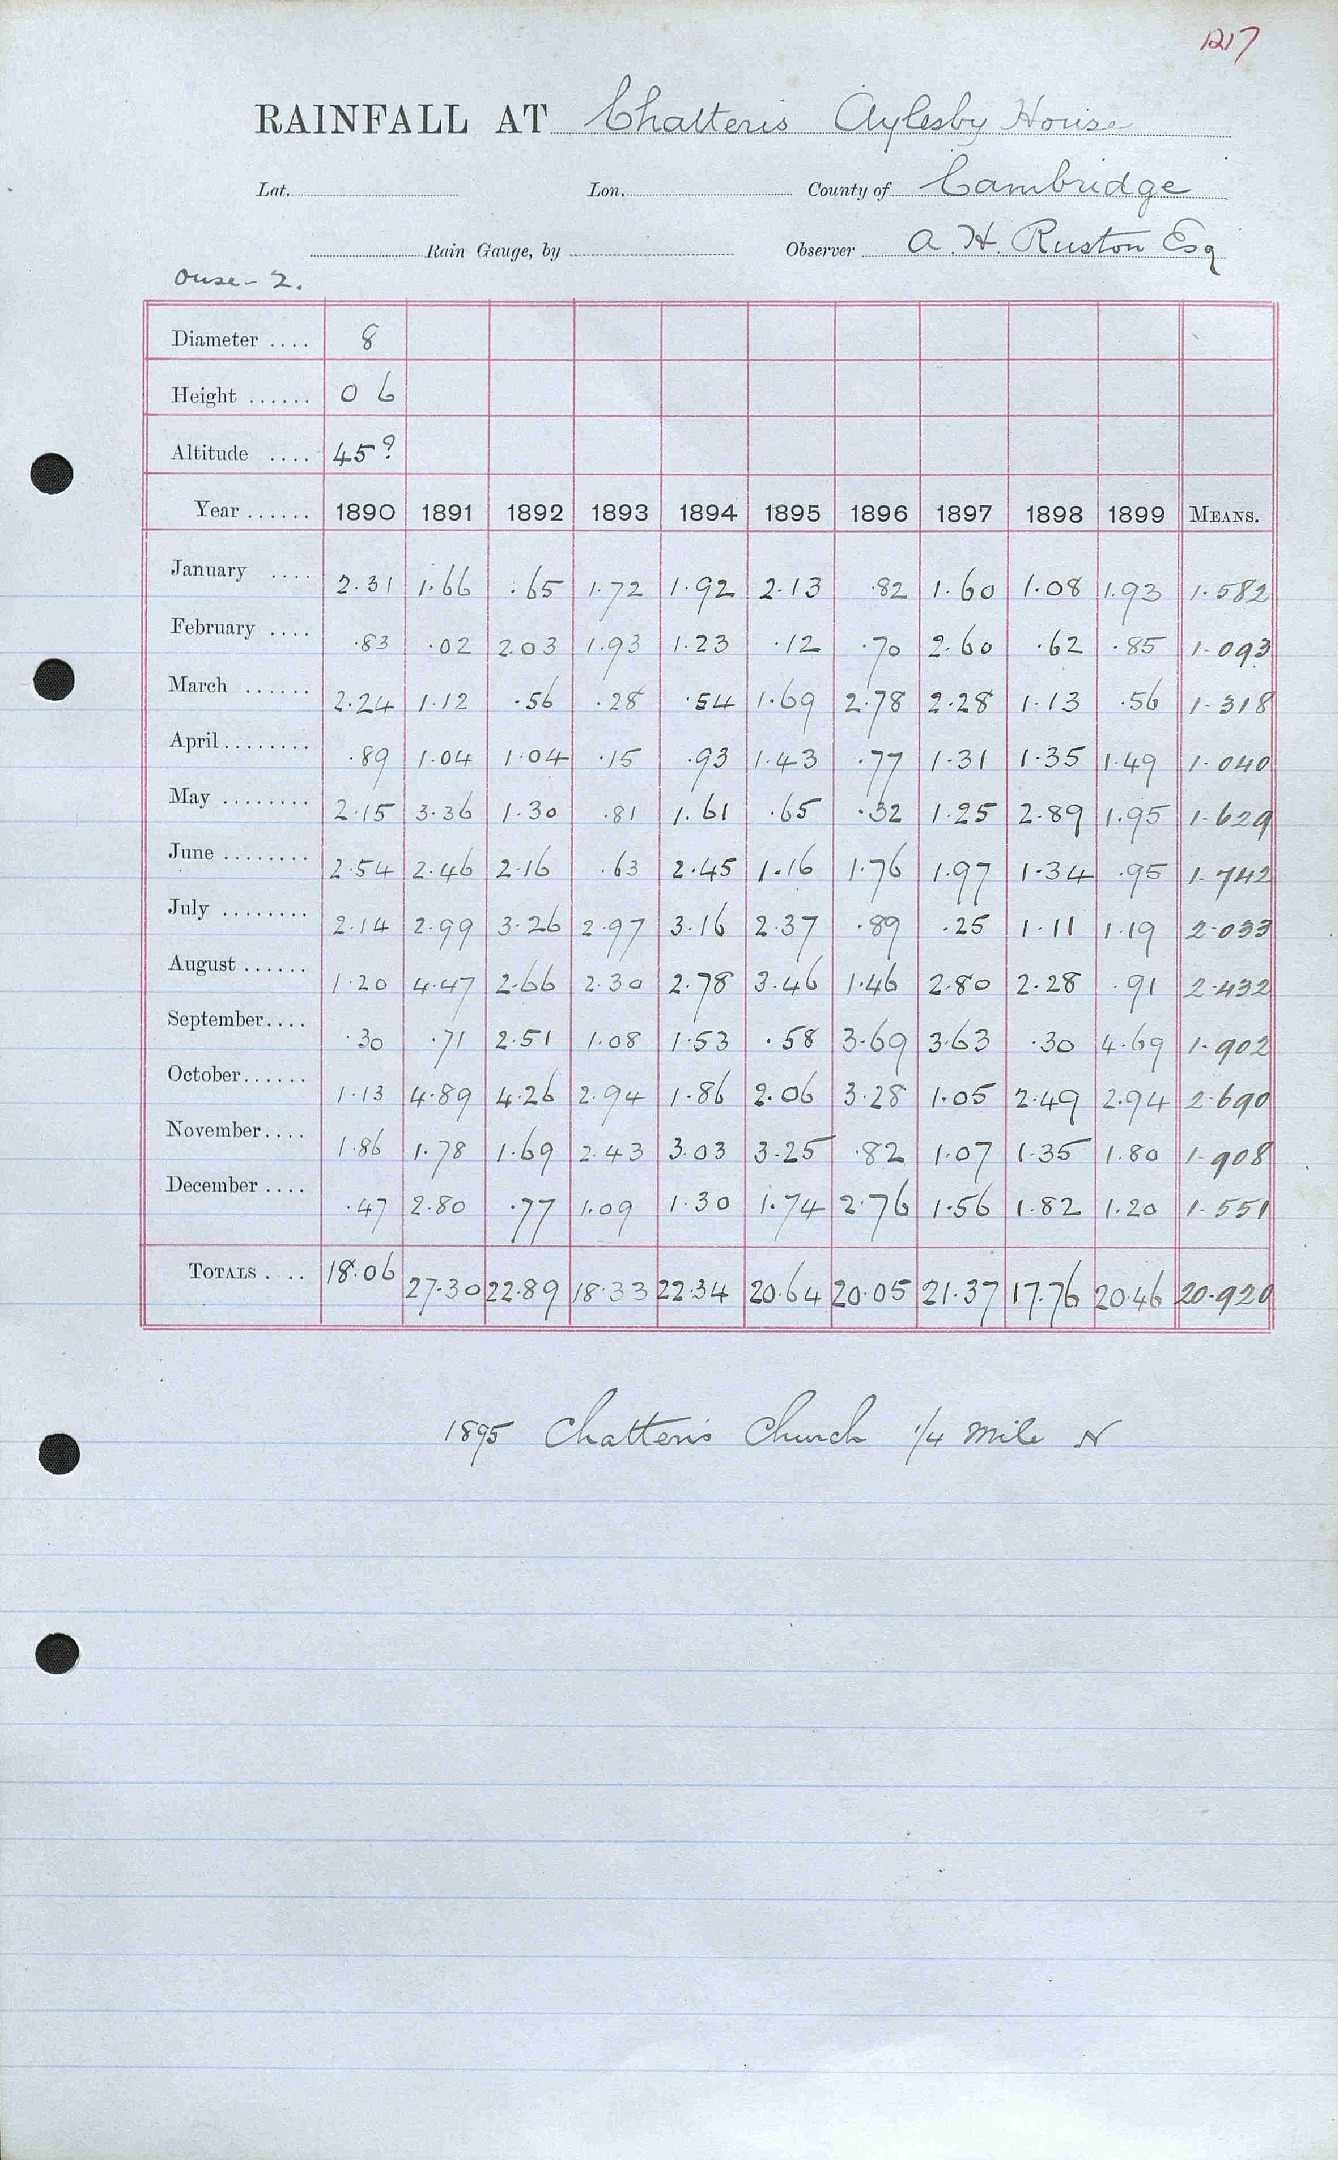 1217
RAINFALL AT Chatteris Aylesby House
Lat. Lon. County of Cambridge
Rain Gauge, by Observer A. H. Ruston Esq
Ouse - 2.
Diameter .... 8
Height ...... 0 6
Altitude .... 45?
Year ...... 1890 1891 1892 1893 1894 1895 1896 1897 1898 1899 MEANS.
January .... 2.31 1.66 .65 1.72 1.92 2.13 .82 1.60 1.08 1.93 1.582
February .... .83 .02 2.03 1.93 1.23 .12 .70 2.60 .62 .85 1.093
March ...... 2.24 1.12 .56 .28 .54 1.69 2.78 2.28 1.13 .56 1.318
April ........ .89 1.04 1.04 .15 .93 1.43 .77 1.31 1.35 1.49 1.040
May ........ 2.15 3.36 1.30 .81 1.61 .65 .32 1.25 2.89 1.95 1.629
June ........ 2.54 2.46 2.16 .63 2.45 1.16 1.76 1.97 1.34 .95 1.742
July ........ 2.14 2.99 3.26 2.97 3.16 2.37 .89 .25 1.11 1.19 2.033
August ...... 1.20 4.47 2.66 2.30 2.78 3.46 1.46 2.80 2.28 .91 2.432
September .... .30 .71 2.51 1.08 1.53 .58 3.69 3.63 .30 4.69 1.902
October ...... 1.13 4.89 4.26 2.94 1.86 2.06 3.28 1.05 2.49 2.94 2.690
November .... 1.86 1.78 1.69 2.43 3.03 3.25 .82 1.07 1.35 1.80 1.908
December .... .47 2.80 .77 1.09 1.30 1.74 2.76 1.56 1.82 1.20 1.551
TOTALS .... 18.06 27.30 22.89 18.33 22.34 20.64 20.05 21.37 17.76 20.46 20.920
1895 Chatteris Church 1/4 mile N